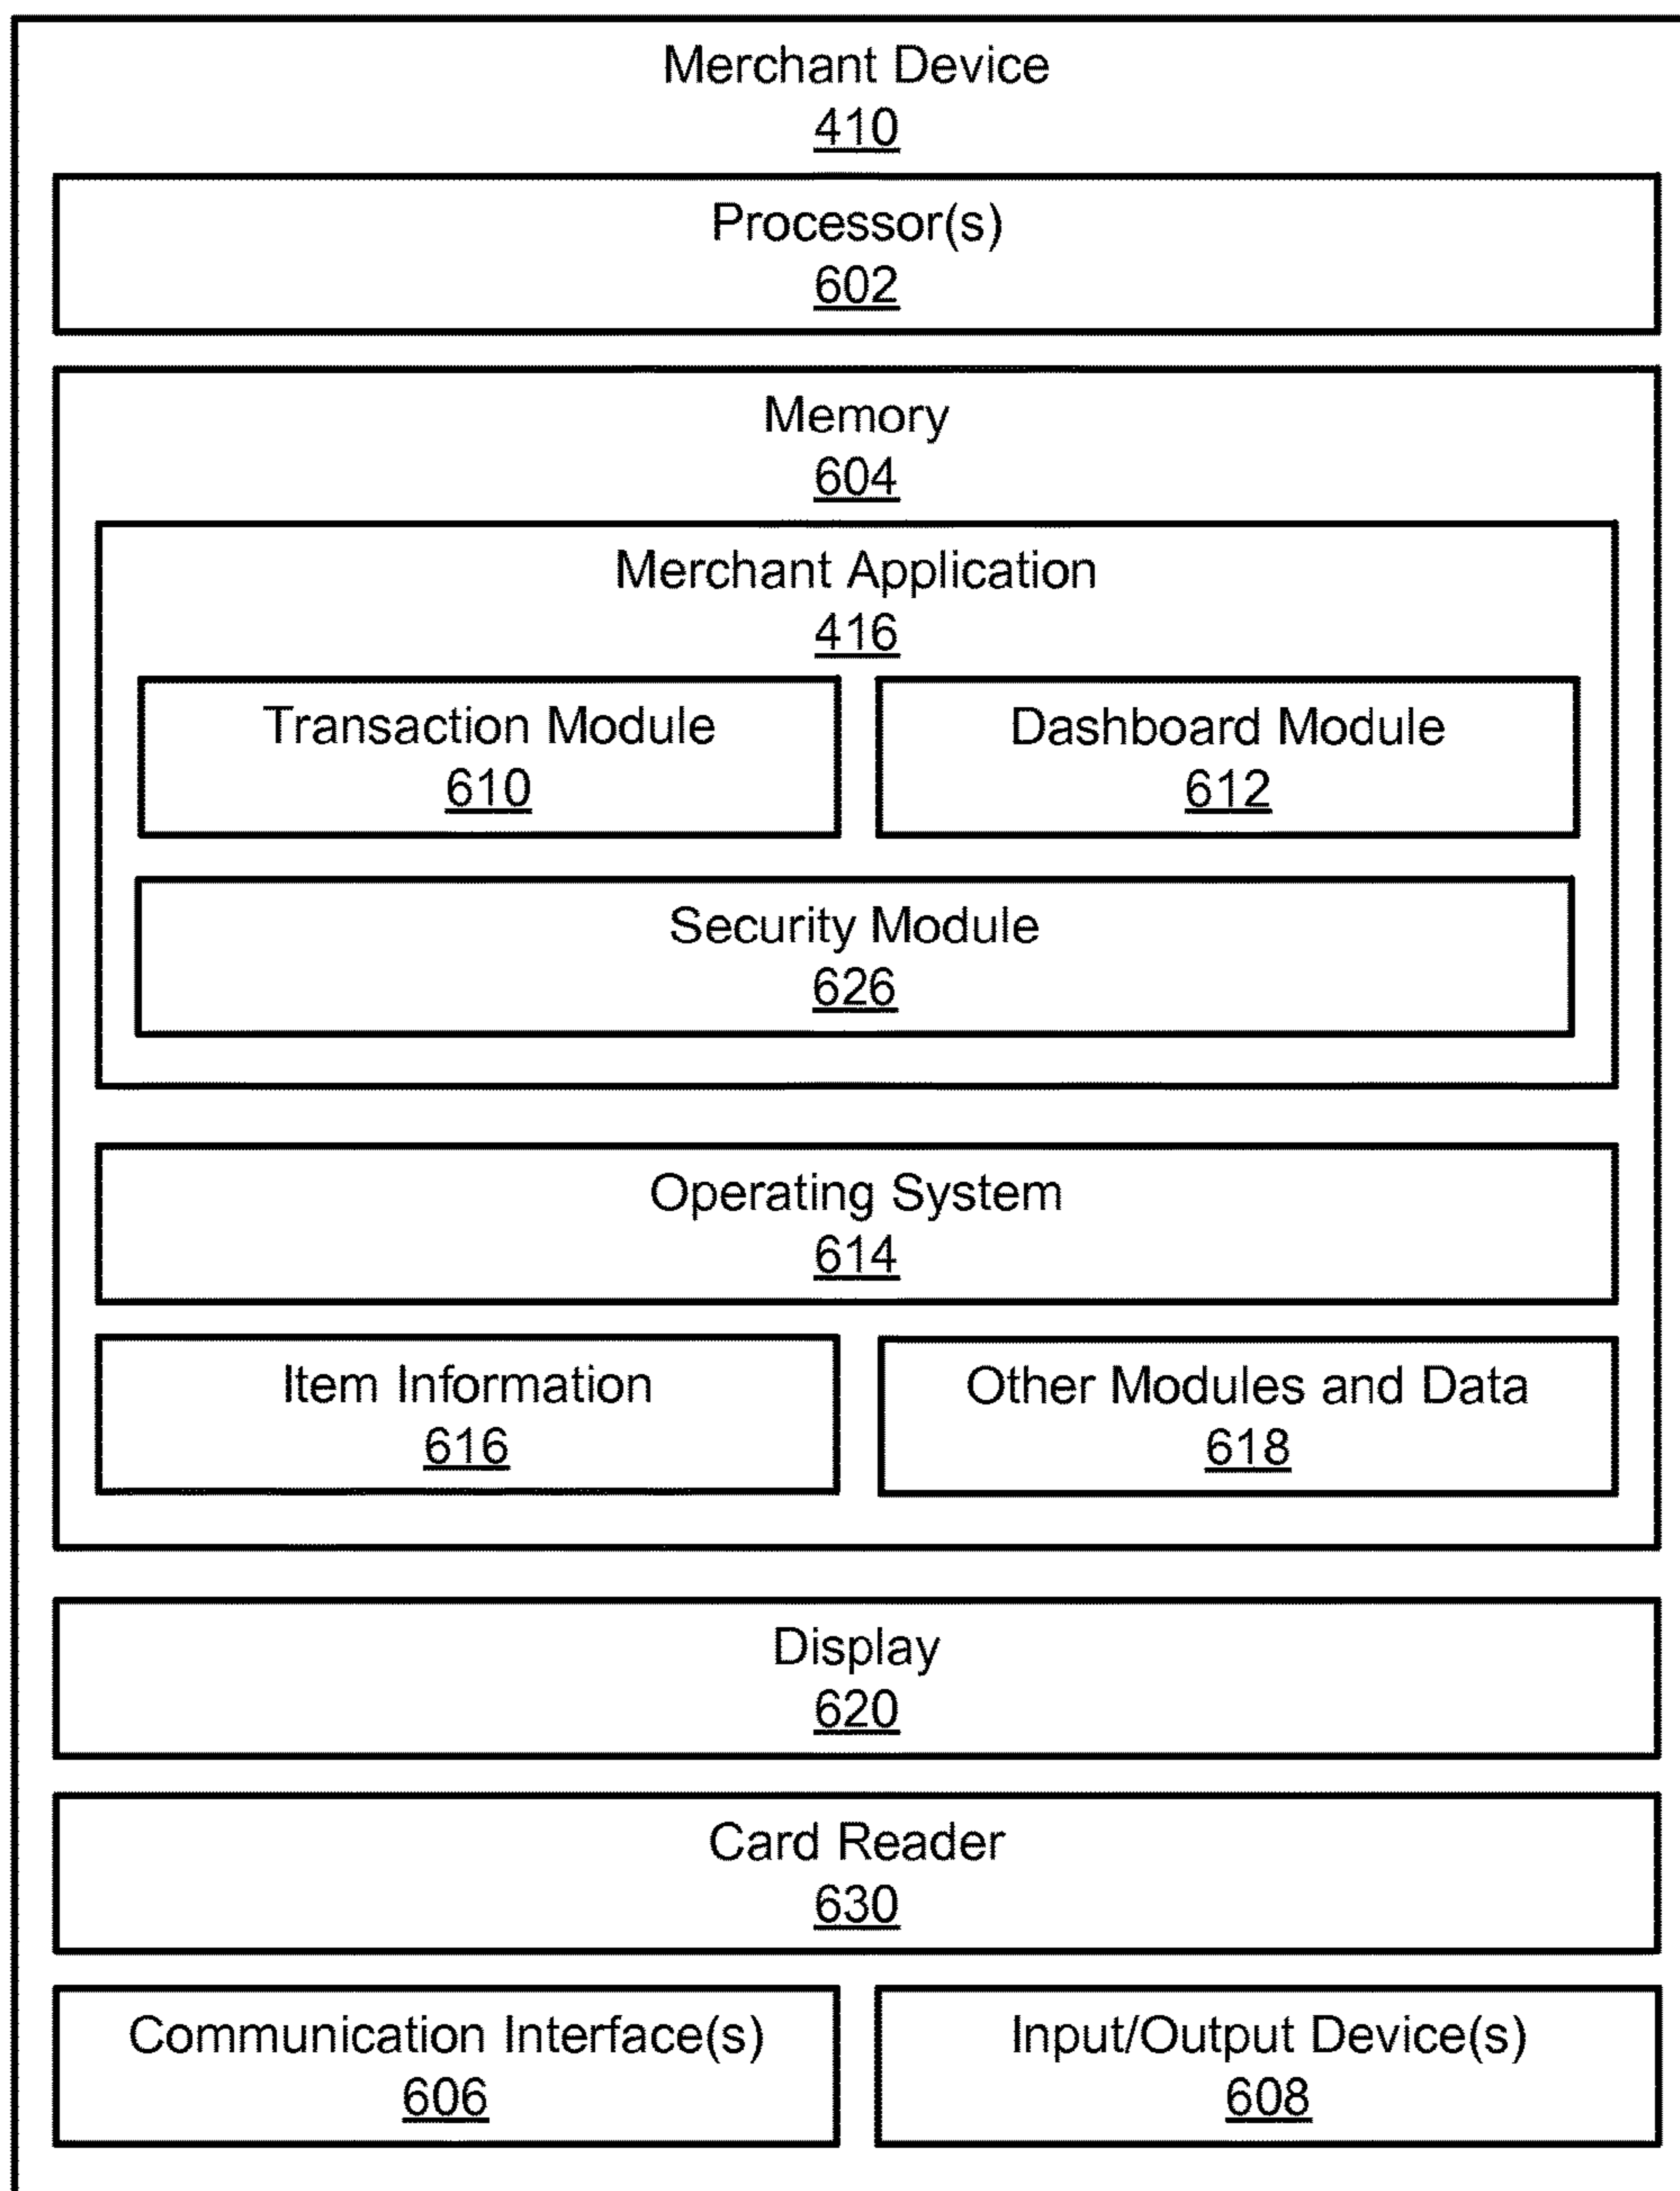 Merchant Device
410
Processor(s)
602
Memory
604
Merchant Application
416
Transaction Module
610
Dashboard Module
612
Security Module
626
Operating System
614
Item Information
616
Other Modules and Data
618
Display
620
Card Reader
630
Communication Interface(s)
606
Input/Output Device(s)
608